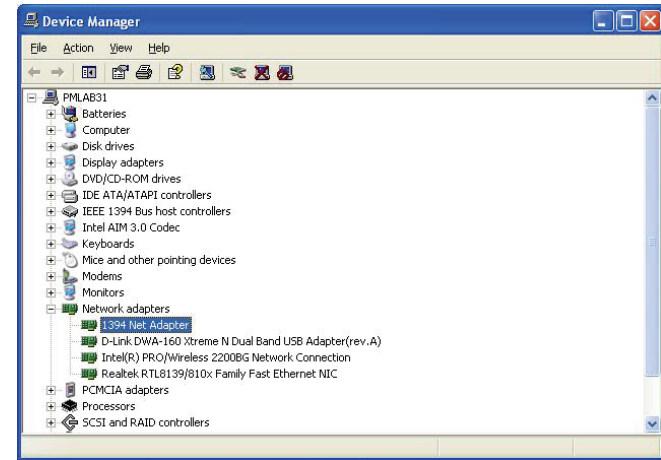 Device Manager
File Action View Help
PMLAB31
Batteries
Computer
Disk drives
Display adapters
DVD/CD-ROM drives
IDE ATA/ATAPI controllers
IEEE 1394 Bus host controllers
Intel AIM 3.0 Codec
Keyboards
Mice and other pointing devices
Modems
Monitors
Network adapters
1394 Net Adapter
D-Link DWA-160 Xtreme N Dual Band USB Adapter(rev.A)
Intel(R) PRO/Wireless 2200BG Network Connection
Realtek RTL8139/810x Family Fast Ethernet NIC
PCMCIA adapters
Processors
SCSI and RAID controllers